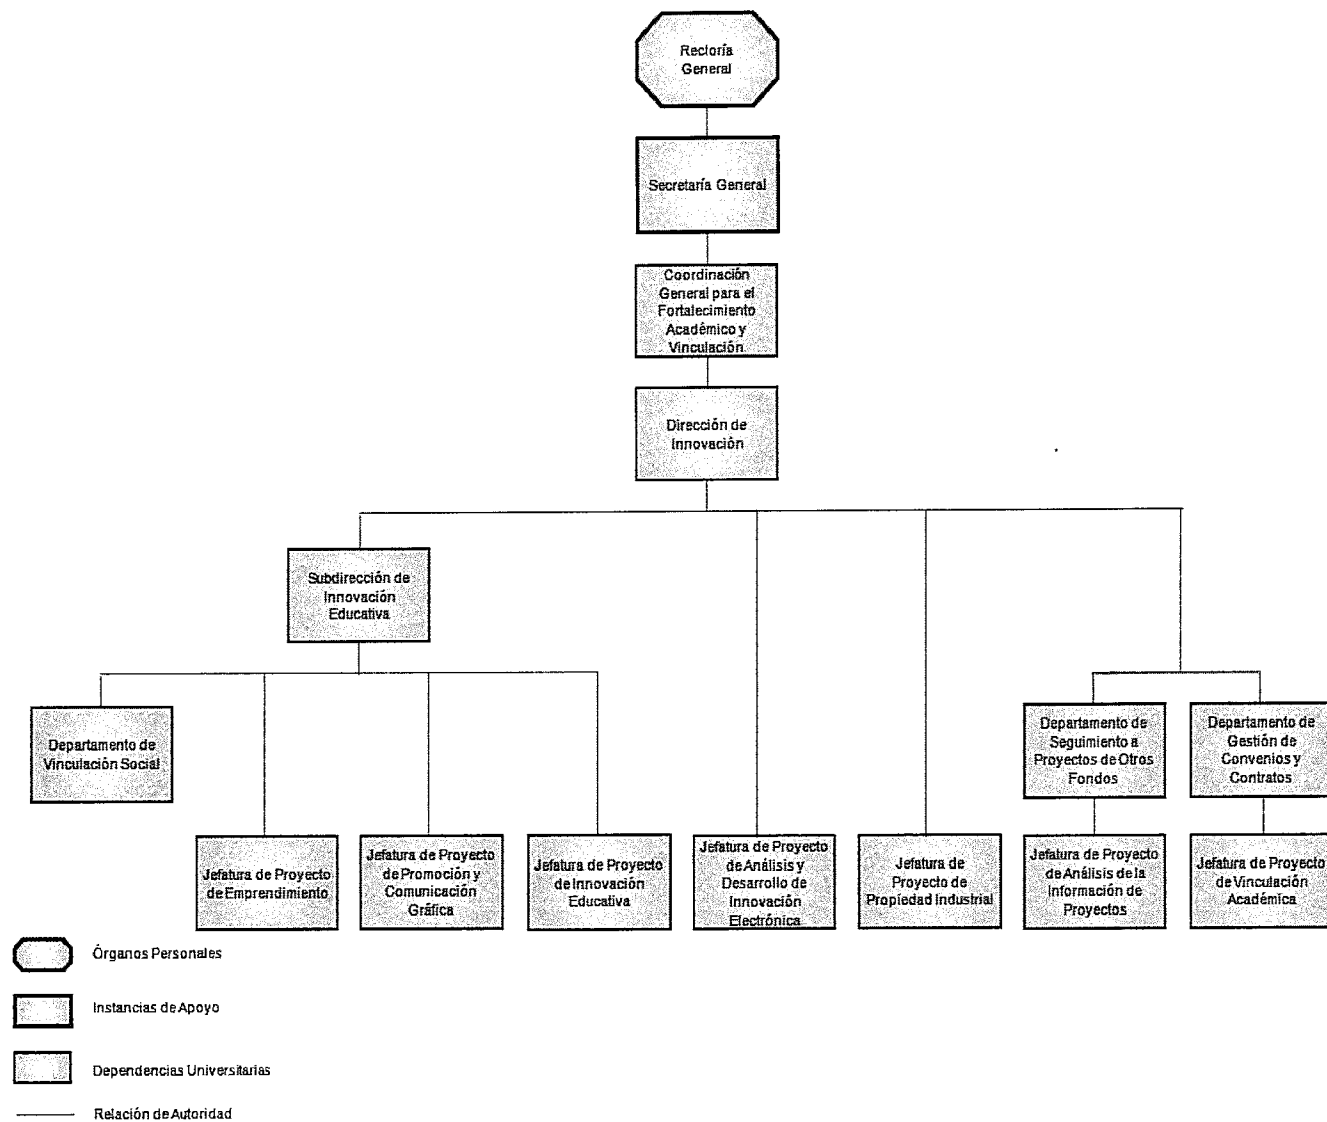 Rectoría
General
Secretaría General
Coordinación
General para el
Fortalecimiento
Académico y
Vinculación
Dirección de
Innovación
Subdirección de
Innovación
Educativa
Departamento de
Vinculación Social
Departamento de
Seguimiento a
Proyectos de Otros
Fondos
Departamento de
Gestión de
Convenios y
Contratos
Jefatura de Proyecto
de Emprendimiento
Jefatura de Proyecto
de Promoción y
Comunicación
Gráfica
Jefatura de Proyecto
de Innovación
Educativa
Jefatura de Proyecto
de Análisis y
Desarrollo de
Innovación
Electrónica
Jefatura de
Proyecto de
Propiedad Industrial
Jefatura de Proyecto
de Análisis de la
Información de
Proyectos
Jefatura de Proyecto
de Vinculación
Académica
Órganos Personales
Instancias de Apoyo
Dependencias Universitarias
Relación de Autoridad